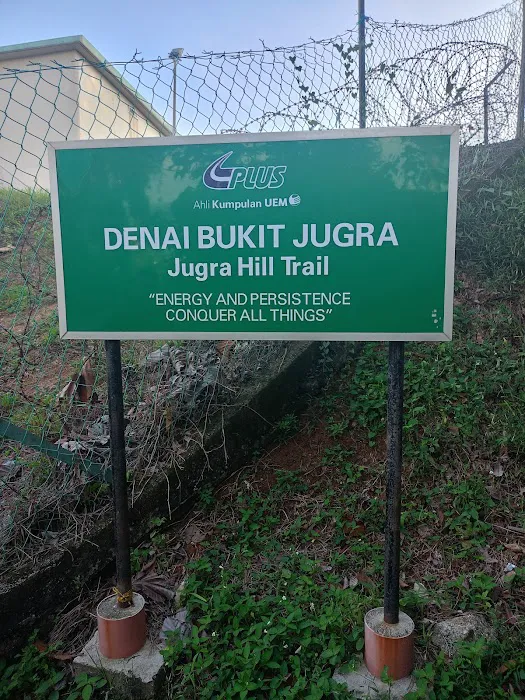 PLUS
Ahli Kumpulan UEM
DENAI BUKIT JUGRA
Jugra Hill Trail
"ENERGY AND PERSISTENCE
CONQUER ALL THINGS"